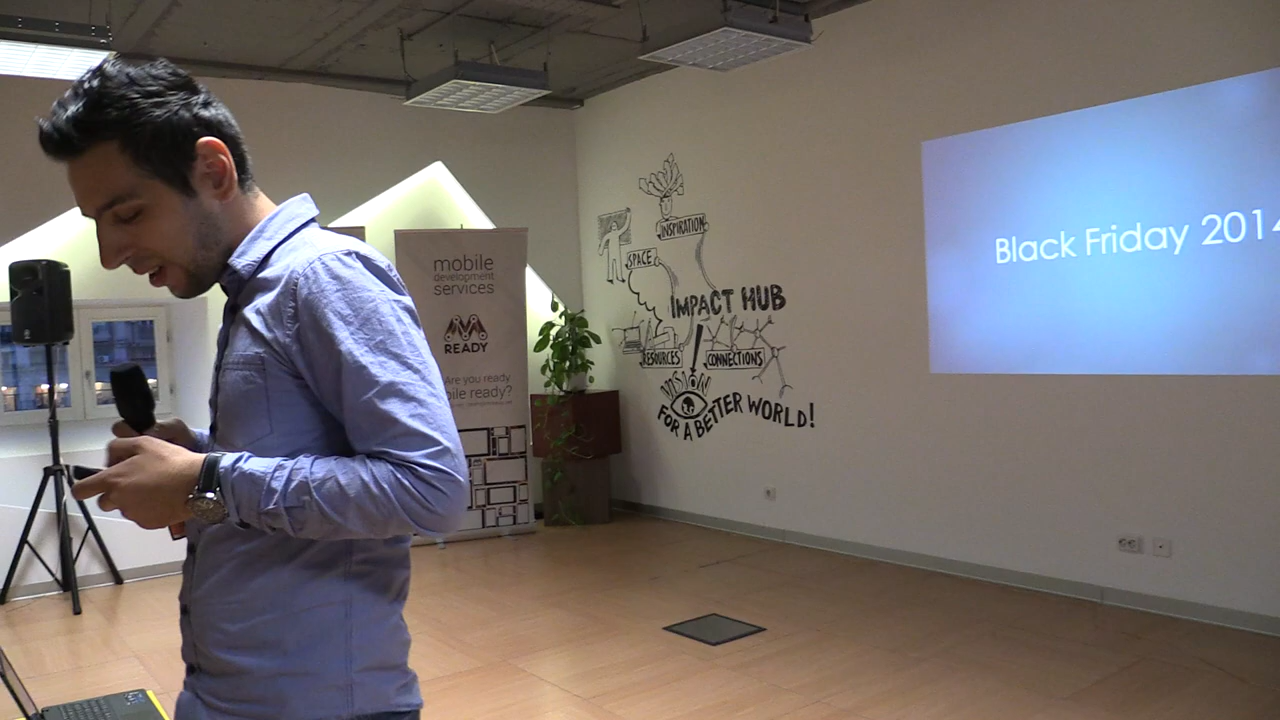 mobile
development
services
READY
Are you ready
bile ready?
INSPIRATION
SPACE
IMPACT HUB
RESOURCES
CONNECTIONS
VISION
FOR A BETTER WORLD!
Black Friday 2014